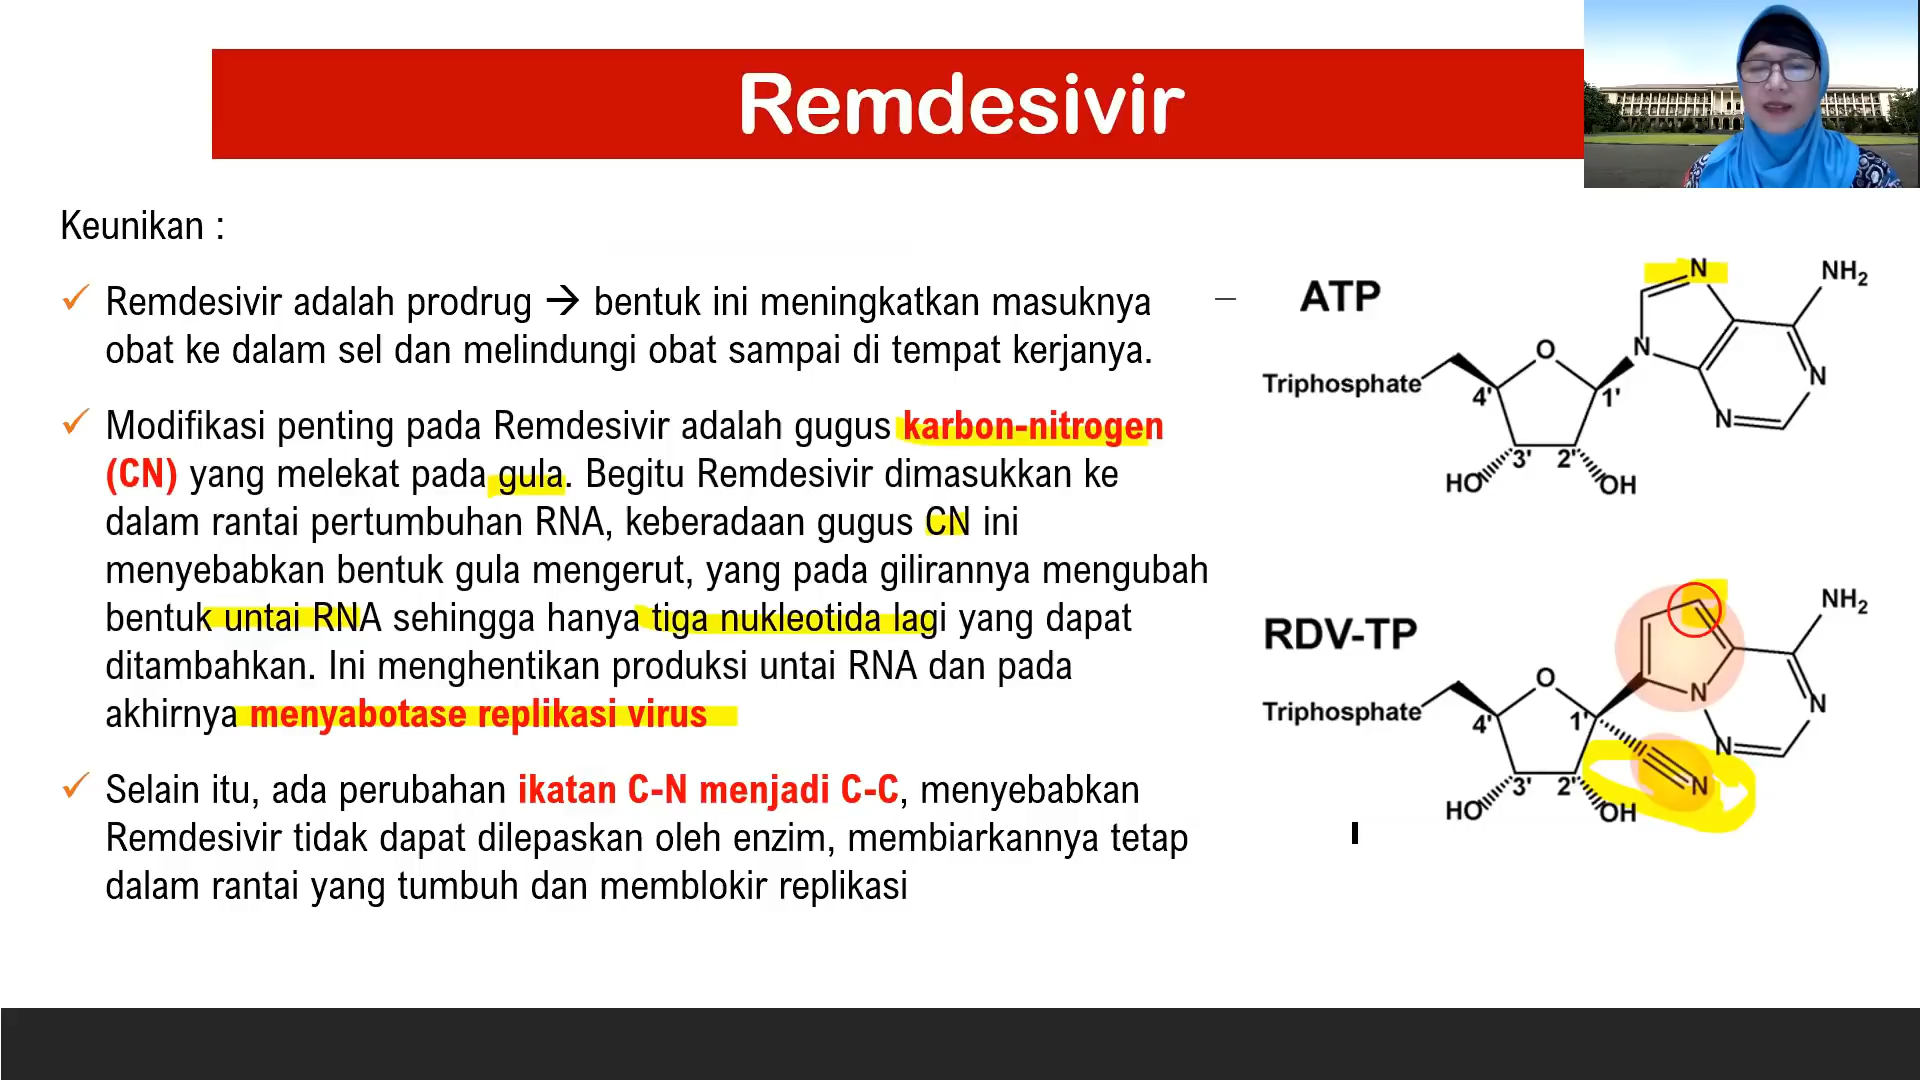 Remdesivir
Keunikan :
✓ Remdesivir adalah prodrug → bentuk ini meningkatkan masuknya
obat ke dalam sel dan melindungi obat sampai di tempat kerjanya.
✓ Modifikasi penting pada Remdesivir adalah gugus karbon-nitrogen
(CN) yang melekat pada gula. Begitu Remdesivir dimasukkan ke
dalam rantai pertumbuhan RNA, keberadaan gugus CN ini
menyebabkan bentuk gula mengerut, yang pada gilirannya mengubah
bentuk untai RNA sehingga hanya tiga nukleotida lagi yang dapat
ditambahkan. Ini menghentikan produksi untai RNA dan pada
akhirnya menyabotase replikasi virus
✓ Selain itu, ada perubahan ikatan C-N menjadi C-C, menyebabkan
Remdesivir tidak dapat dilepaskan oleh enzim, membiarkannya tetap
dalam rantai yang tumbuh dan memblokir replikasi
ATP
N
NH₂
O
N
N
Triphosphate
4'
1'
N
3'
2'
HO
OH
RDV-TP
NH₂
O
N
N
Triphosphate
4'
1'
N
3'
2'
N
HO
OH